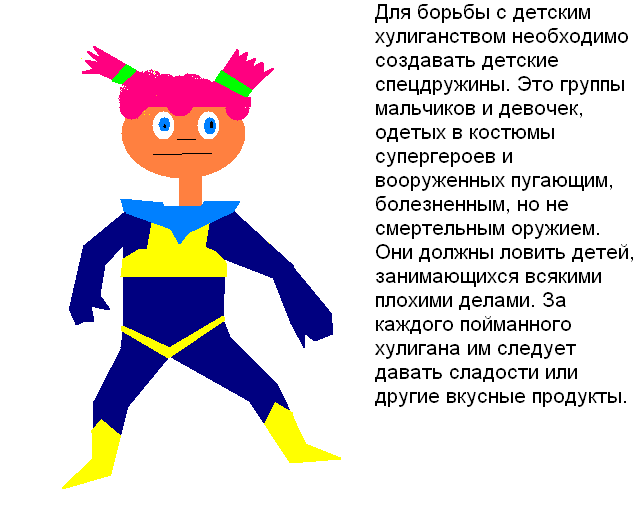 Для борьбы с детским
хулиганством необходимо
создавать детские
спецдружины. Это группы
мальчиков и девочек,
одетых в костюмы
супергероев и
вооруженных пугающим,
болезненным, но не
смертельным оружием.
Они должны ловить детей,
занимающихся всякими
плохими делами. За
каждого пойманного
хулигана им следует
давать сладости или
другие вкусные продукты.